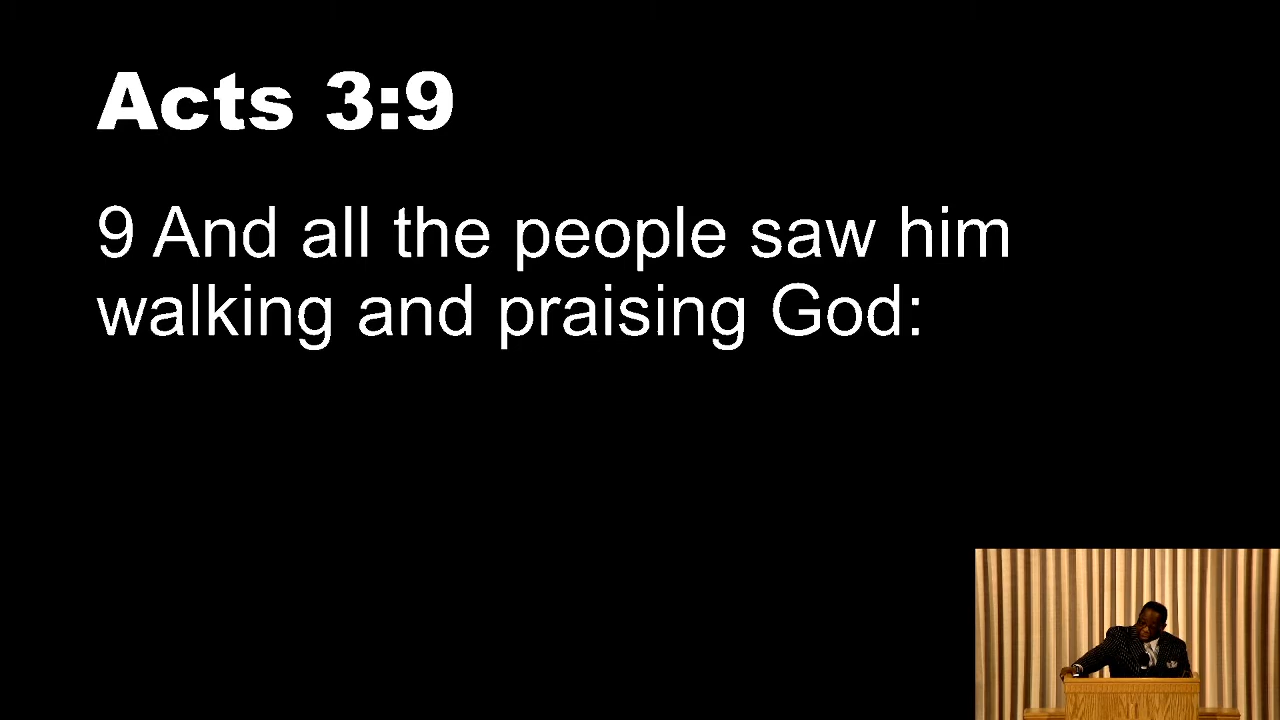 Acts 3:9
9 And all the people saw him
walking and praising God: